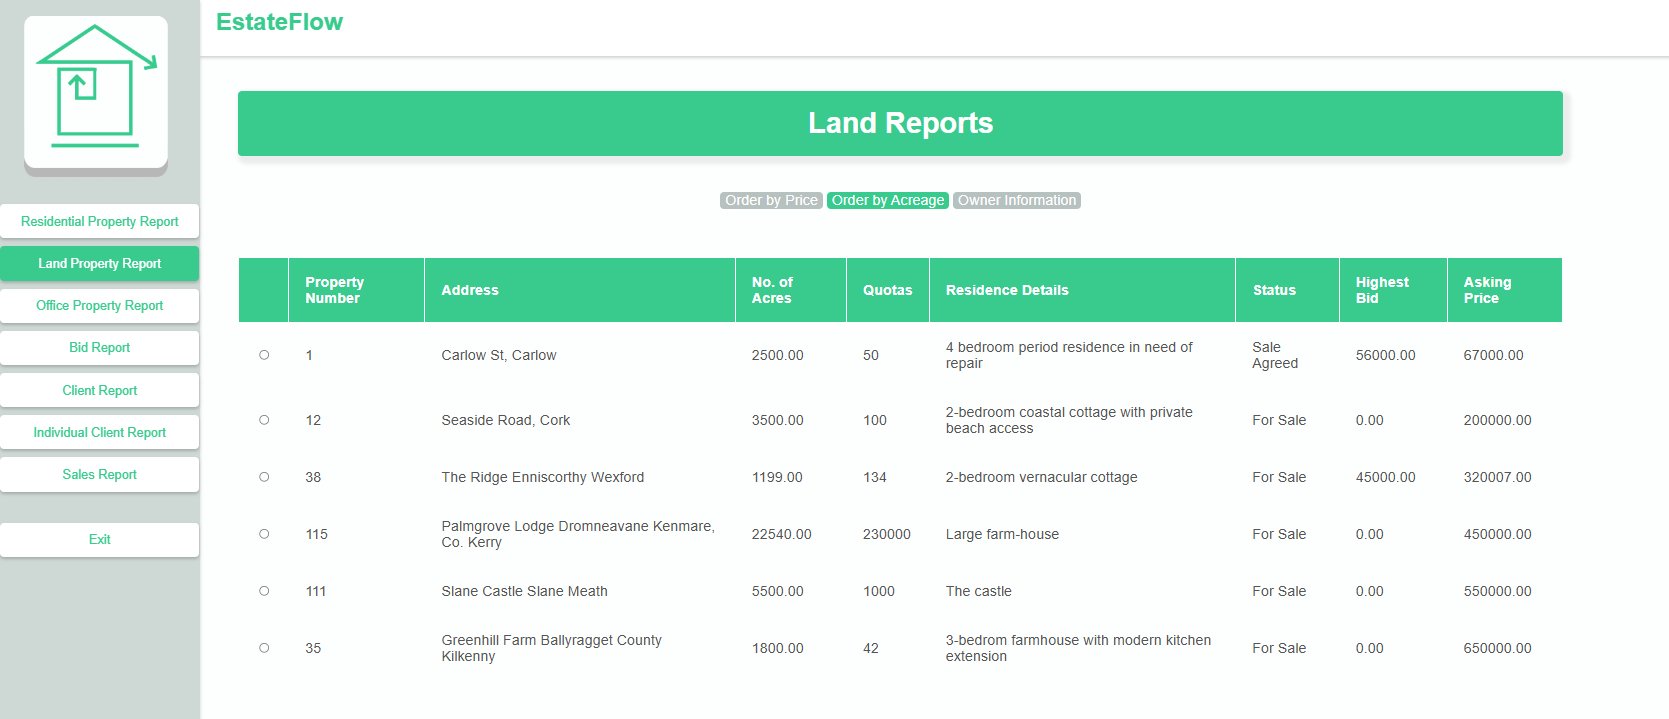 EstateFlow
Residential Property Report
Land Property Report
Office Property Report
Bid Report
Client Report
Individual Client Report
Sales Report
Exit
Land Reports
Order by Price Order by Acreage Owner Information
Property Number Address No. of Acres Quotas Residence Details Status Highest Bid Asking Price
1 Carlow St, Carlow 2500.00 50 4 bedroom period residence in need of repair Sale Agreed 56000.00 67000.00
12 Seaside Road, Cork 3500.00 100 2-bedroom coastal cottage with private beach access For Sale 0.00 200000.00
38 The Ridge Enniscorthy Wexford 1199.00 134 2-bedroom vernacular cottage For Sale 45000.00 320007.00
115 Palmgrove Lodge Dromneavane Kenmare, Co. Kerry 22540.00 230000 Large farm-house For Sale 0.00 450000.00
111 Slane Castle Slane Meath 5500.00 1000 The castle For Sale 0.00 550000.00
35 Greenhill Farm Ballyragget County Kilkenny 1800.00 42 3-bedrom farmhouse with modern kitchen extension For Sale 0.00 650000.00